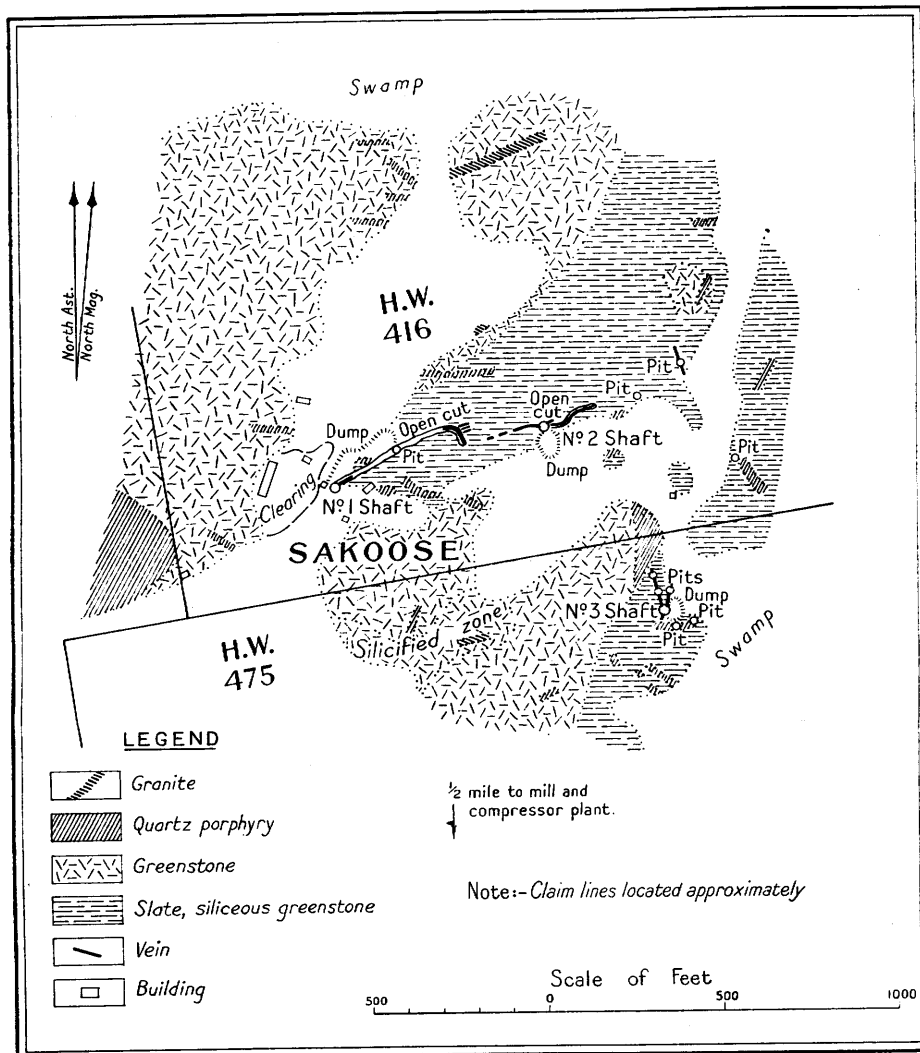 Swamp
North Ast.
North Mag.
H.W.
416
Pit
Pit
Open cut
Open
cut
Dump
Nº 2 Shaft
Pit
Dump
Pit
Clearing
Nº 1 Shaft
SAKOOSE
Pits
Dump
Nº 3 Shaft
Pit
Pit
Silicified zone
Swamp
H.W.
475
LEGEND
Granite
Quartz porphyry
Greenstone
Slate, siliceous greenstone
Vein
Building
½ mile to mill and
compressor plant.
Note:- Claim lines located approximately
Scale of Feet
500 0 500 1000